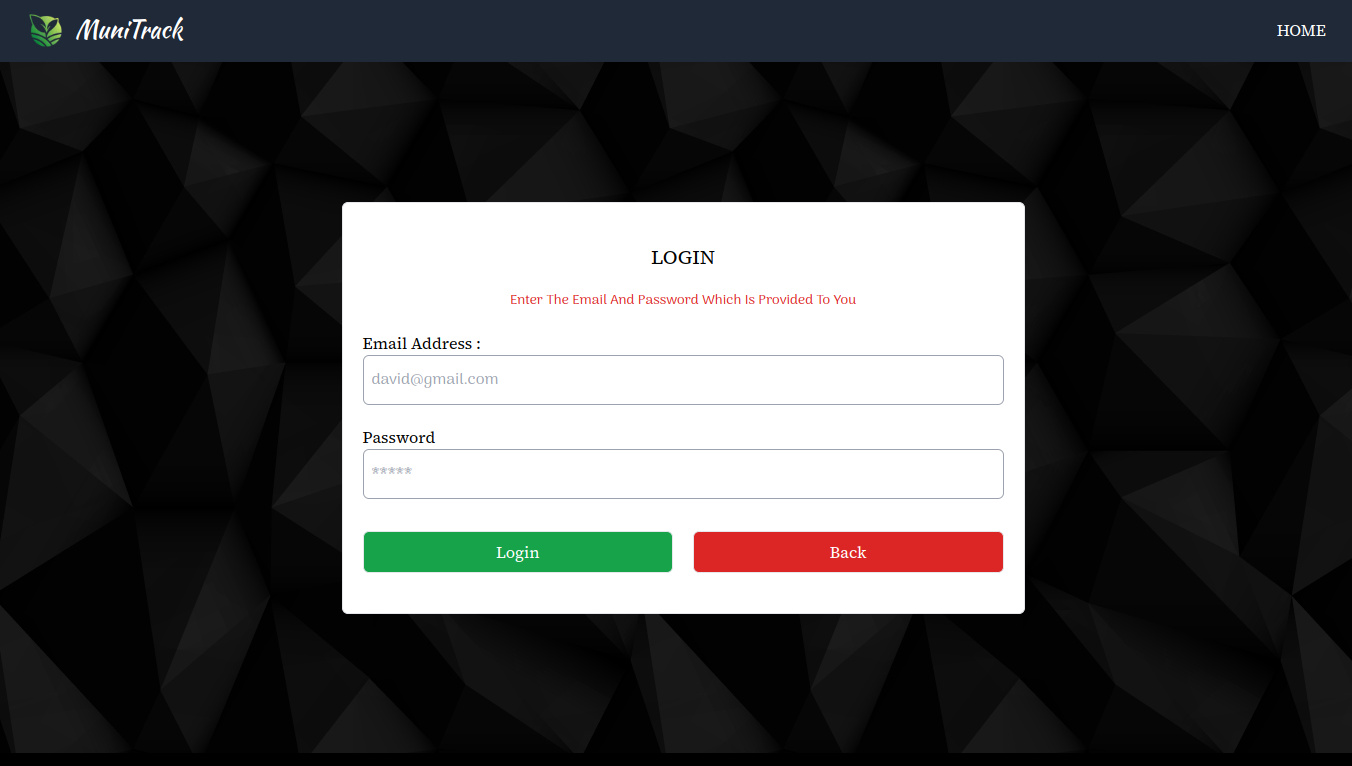 MuniTrack
HOME
LOGIN
Enter The Email And Password Which Is Provided To You
Email Address :
david@gmail.com
Password
*****
Login
Back